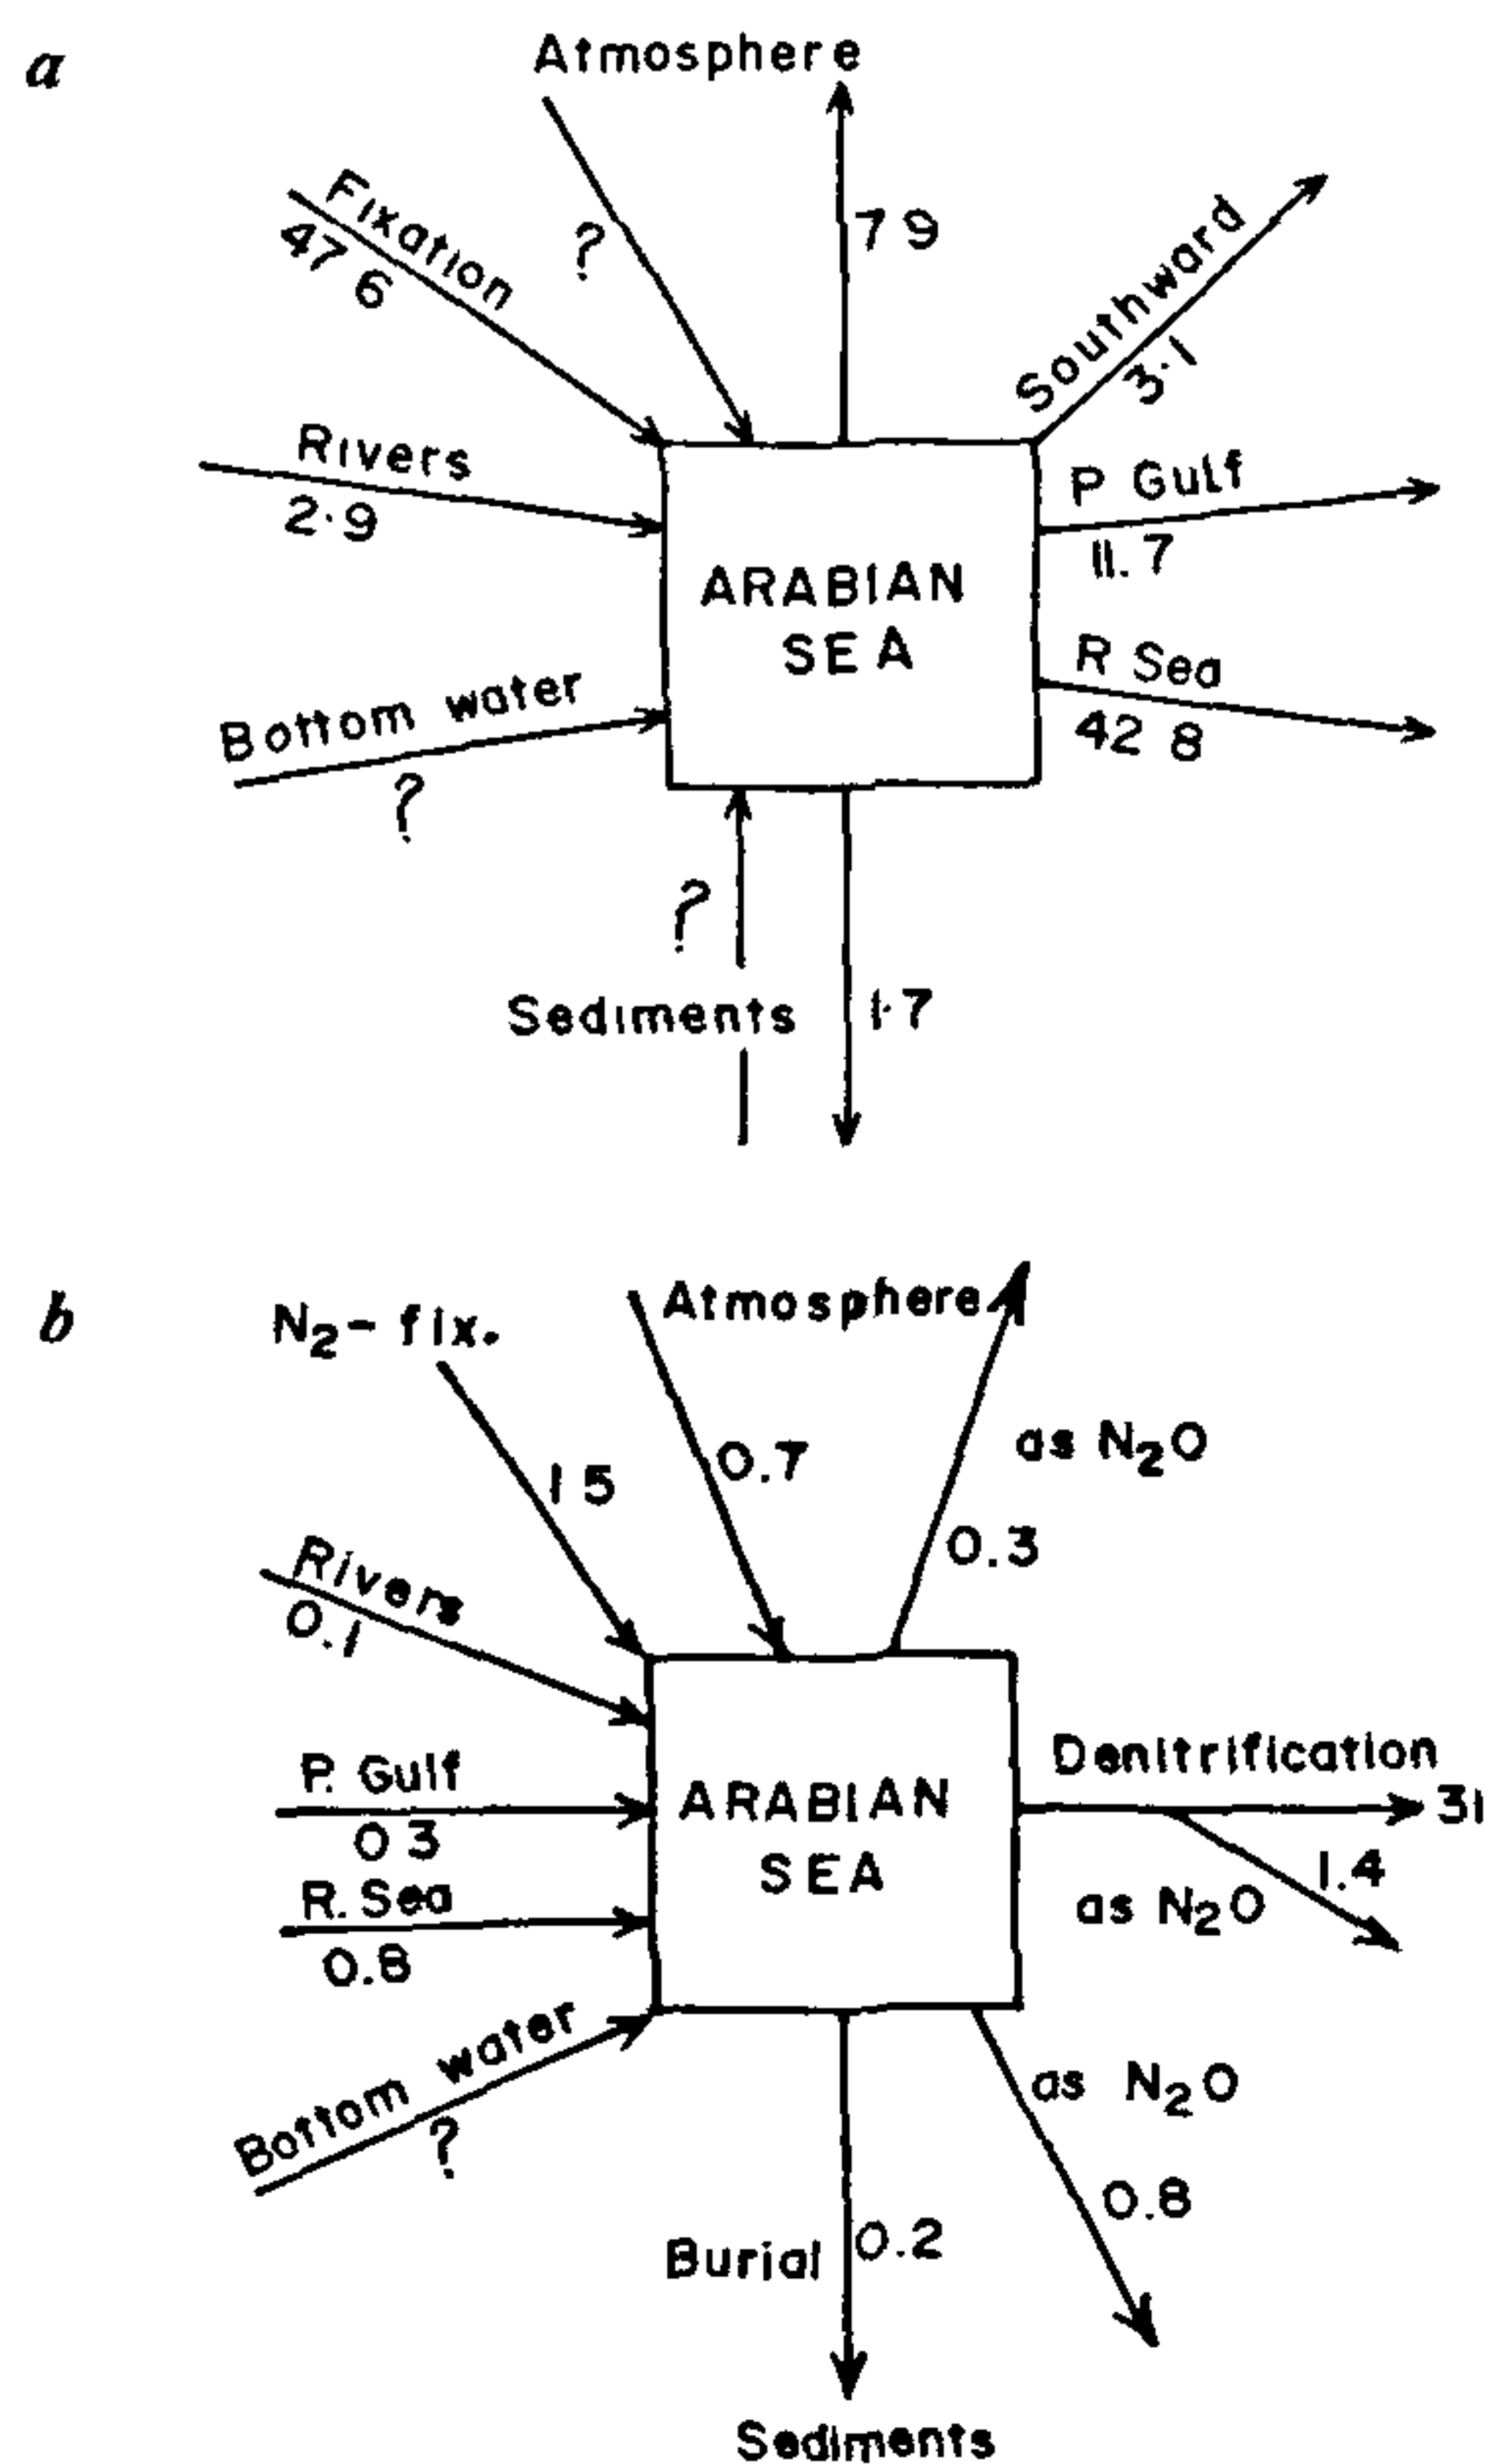 a
Atmosphere
Fixation
47 6
?
7 9
Southward
3·1
Rivers
2·9
P Gulf
11.7
ARABIAN
SEA
R Sea
42 8
Bottom water
?
?
Sediments
1·7
b
N₂- fix.
Atmosphere
1 5
0.7
as N₂O
0.3
Rivers
0.1
P. Gulf
0 3
ARABIAN
SEA
Denitrification
31
1.4
as N₂O
R. Sea
0.8
Bottom water
?
as N₂O
0.8
Burial
0.2
Sediments